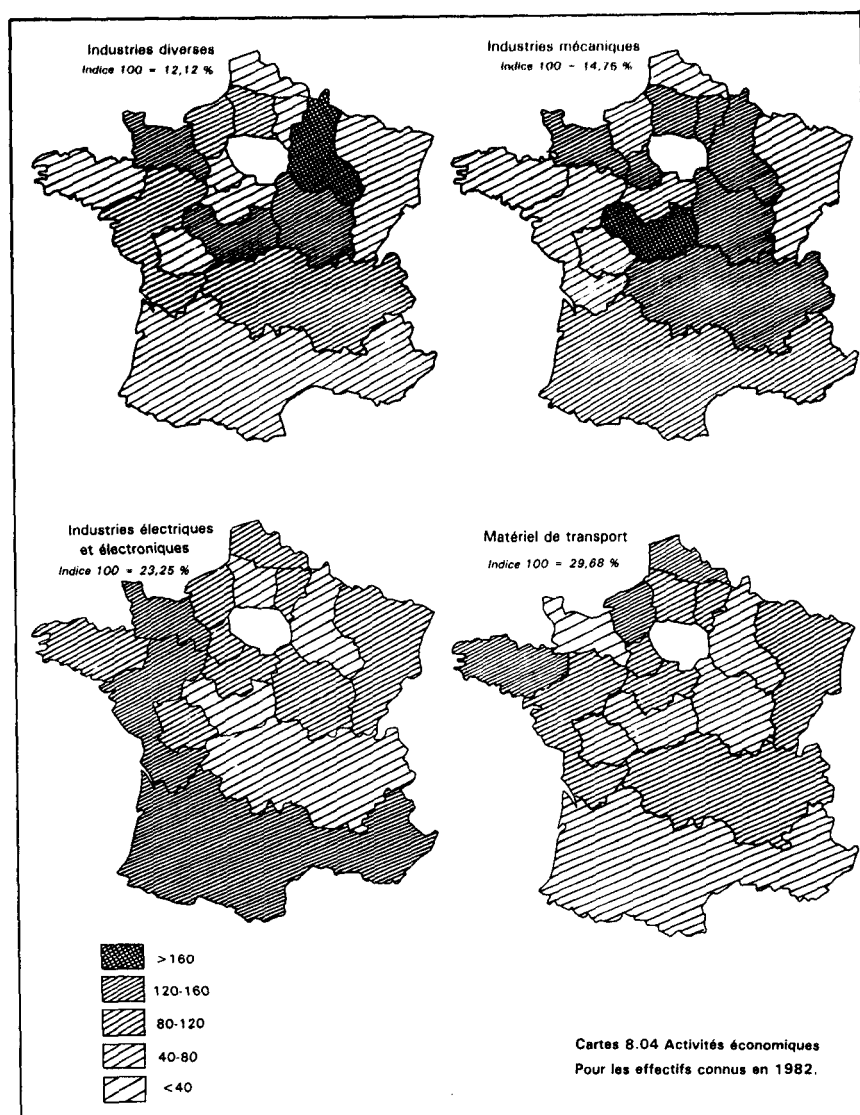 Industries diverses
Indice 100 = 12,12 %
Industries mécaniques
Indice 100 = 14,76 %
Industries électriques
et électroniques
Indice 100 = 23,25 %
Matériel de transport
Indice 100 = 29,68 %
>160
120-160
80-120
40-80
<40
Cartes 8.04 Activités économiques
Pour les effectifs connus en 1982.